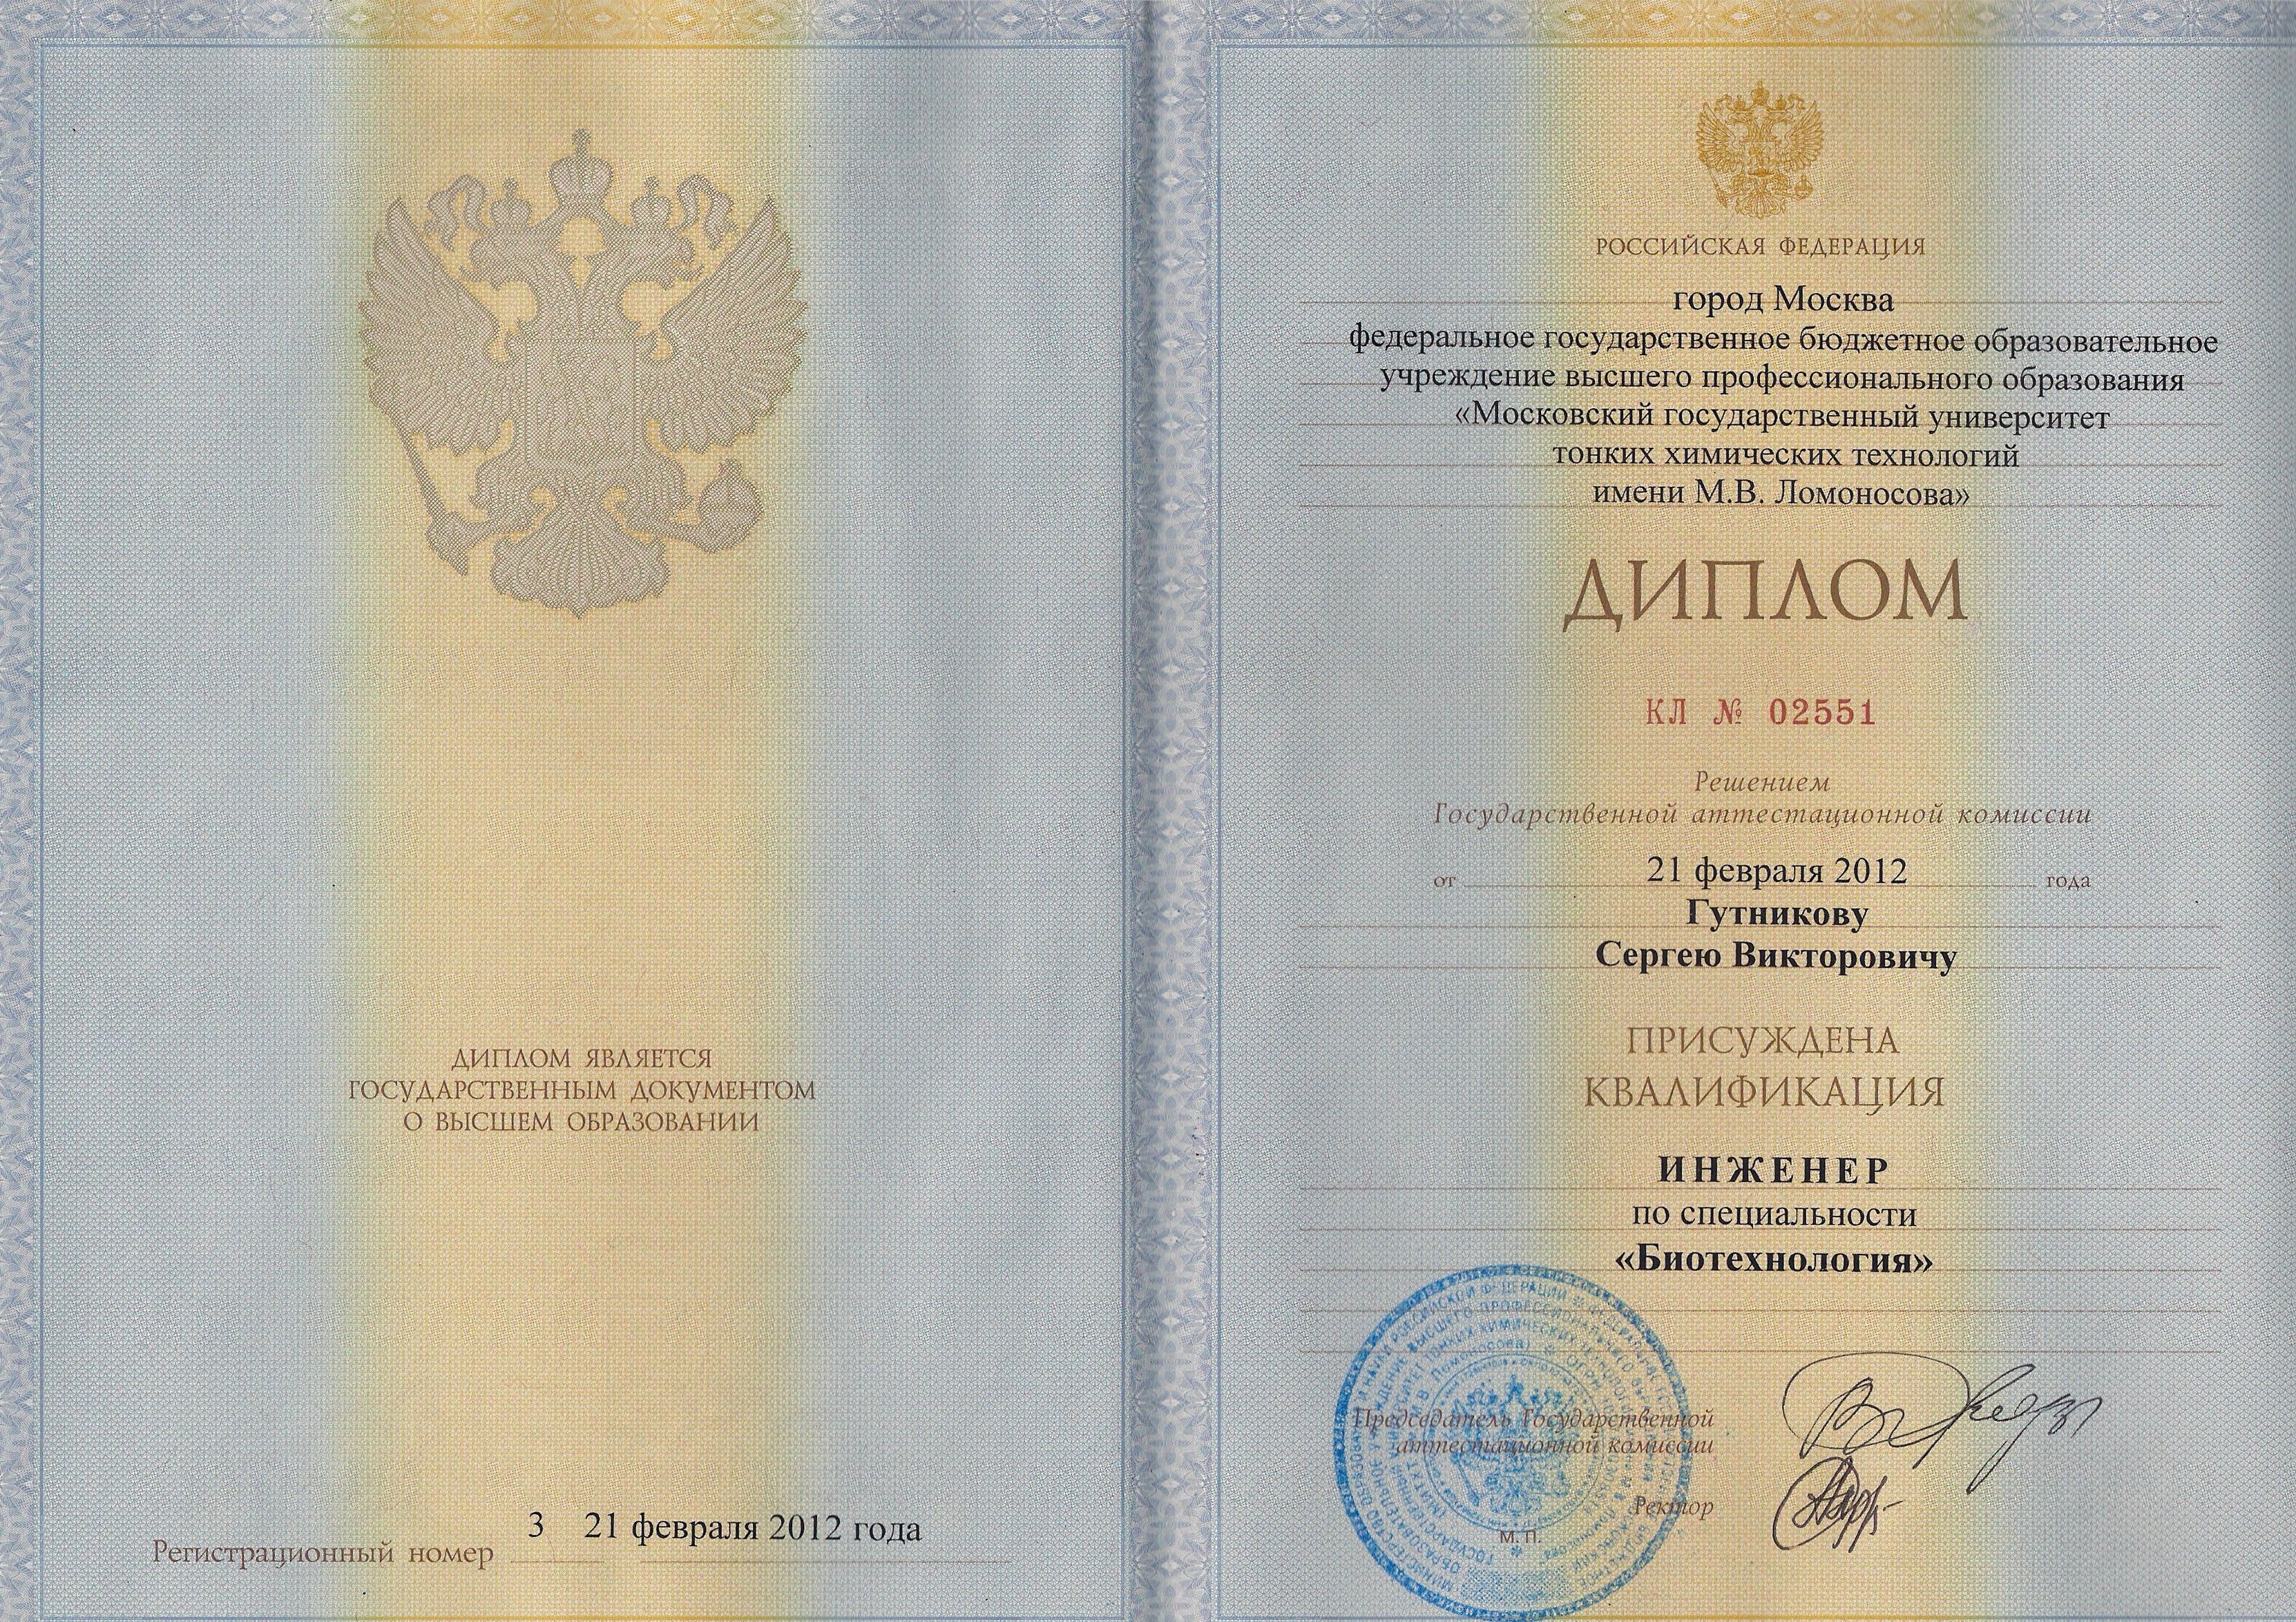 ДИПЛОМ ЯВЛЯЕТСЯ
ГОСУДАРСТВЕННЫМ ДОКУМЕНТОМ
О ВЫСШЕМ ОБРАЗОВАНИИ
Регистрационный номер 3 21 февраля 2012 года
РОССИЙСКАЯ ФЕДЕРАЦИЯ
город Москва
федеральное государственное бюджетное образовательное
учреждение высшего профессионального образования
«Московский государственный университет
тонких химических технологий
имени М.В. Ломоносова»
ДИПЛОМ
КЛ № 02551
Решением
Государственной аттестационной комиссии
от 21 февраля 2012 года
Гутникову
Сергею Викторовичу
ПРИСУЖДЕНА
КВАЛИФИКАЦИЯ
ИНЖЕНЕР
по специальности
«Биотехнология»
Председатель Государственной
аттестационной комиссии
Ректор
М. П.